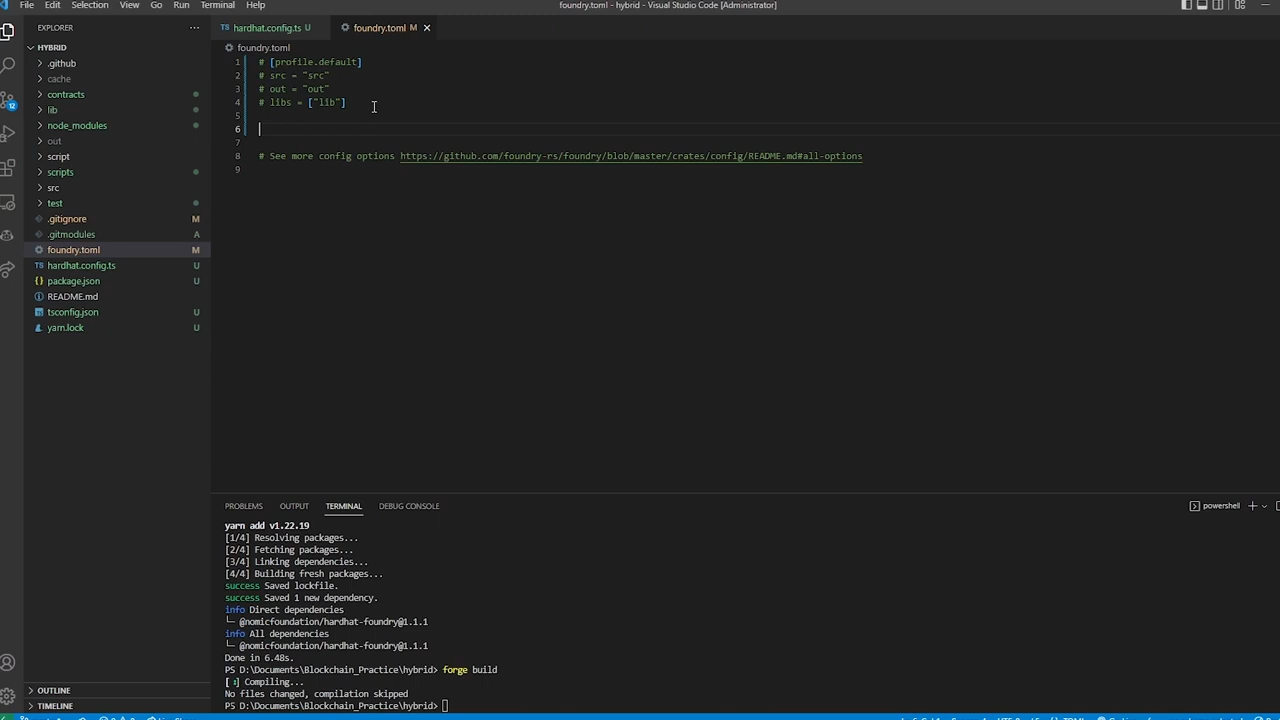 File Edit Selection View Go Run Terminal Help foundry.toml - hybrid - Visual Studio Code [Administrator]
EXPLORER ···
TS hardhat.config.ts U foundry.toml M
HYBRID
foundry.toml
.github
cache
contracts
lib
node_modules
out
script
scripts
src
test
.gitignore M
.gitmodules A
foundry.toml M
TS hardhat.config.ts U
{} package.json U
README.md
tsconfig.json U
yarn.lock U
12
1 # [profile.default]
2 # src = "src"
3 # out = "out"
4 # libs = ["lib"]
5
6
7
8 # See more config options https://github.com/foundry-rs/foundry/blob/master/crates/config/README.md#all-options
9
PROBLEMS OUTPUT TERMINAL DEBUG CONSOLE powershell
yarn add v1.22.19
[1/4] Resolving packages...
[2/4] Fetching packages...
[3/4] Linking dependencies...
[4/4] Building fresh packages...
success Saved lockfile.
success Saved 1 new dependency.
info Direct dependencies
└─ @nomicfoundation/hardhat-foundry@1.1.1
info All dependencies
└─ @nomicfoundation/hardhat-foundry@1.1.1
Done in 6.48s.
PS D:\Documents\Blockchain_Practice\hybrid> forge build
[⠰] Compiling...
No files changed, compilation skipped
PS D:\Documents\Blockchain_Practice\hybrid>
OUTLINE
TIMELINE